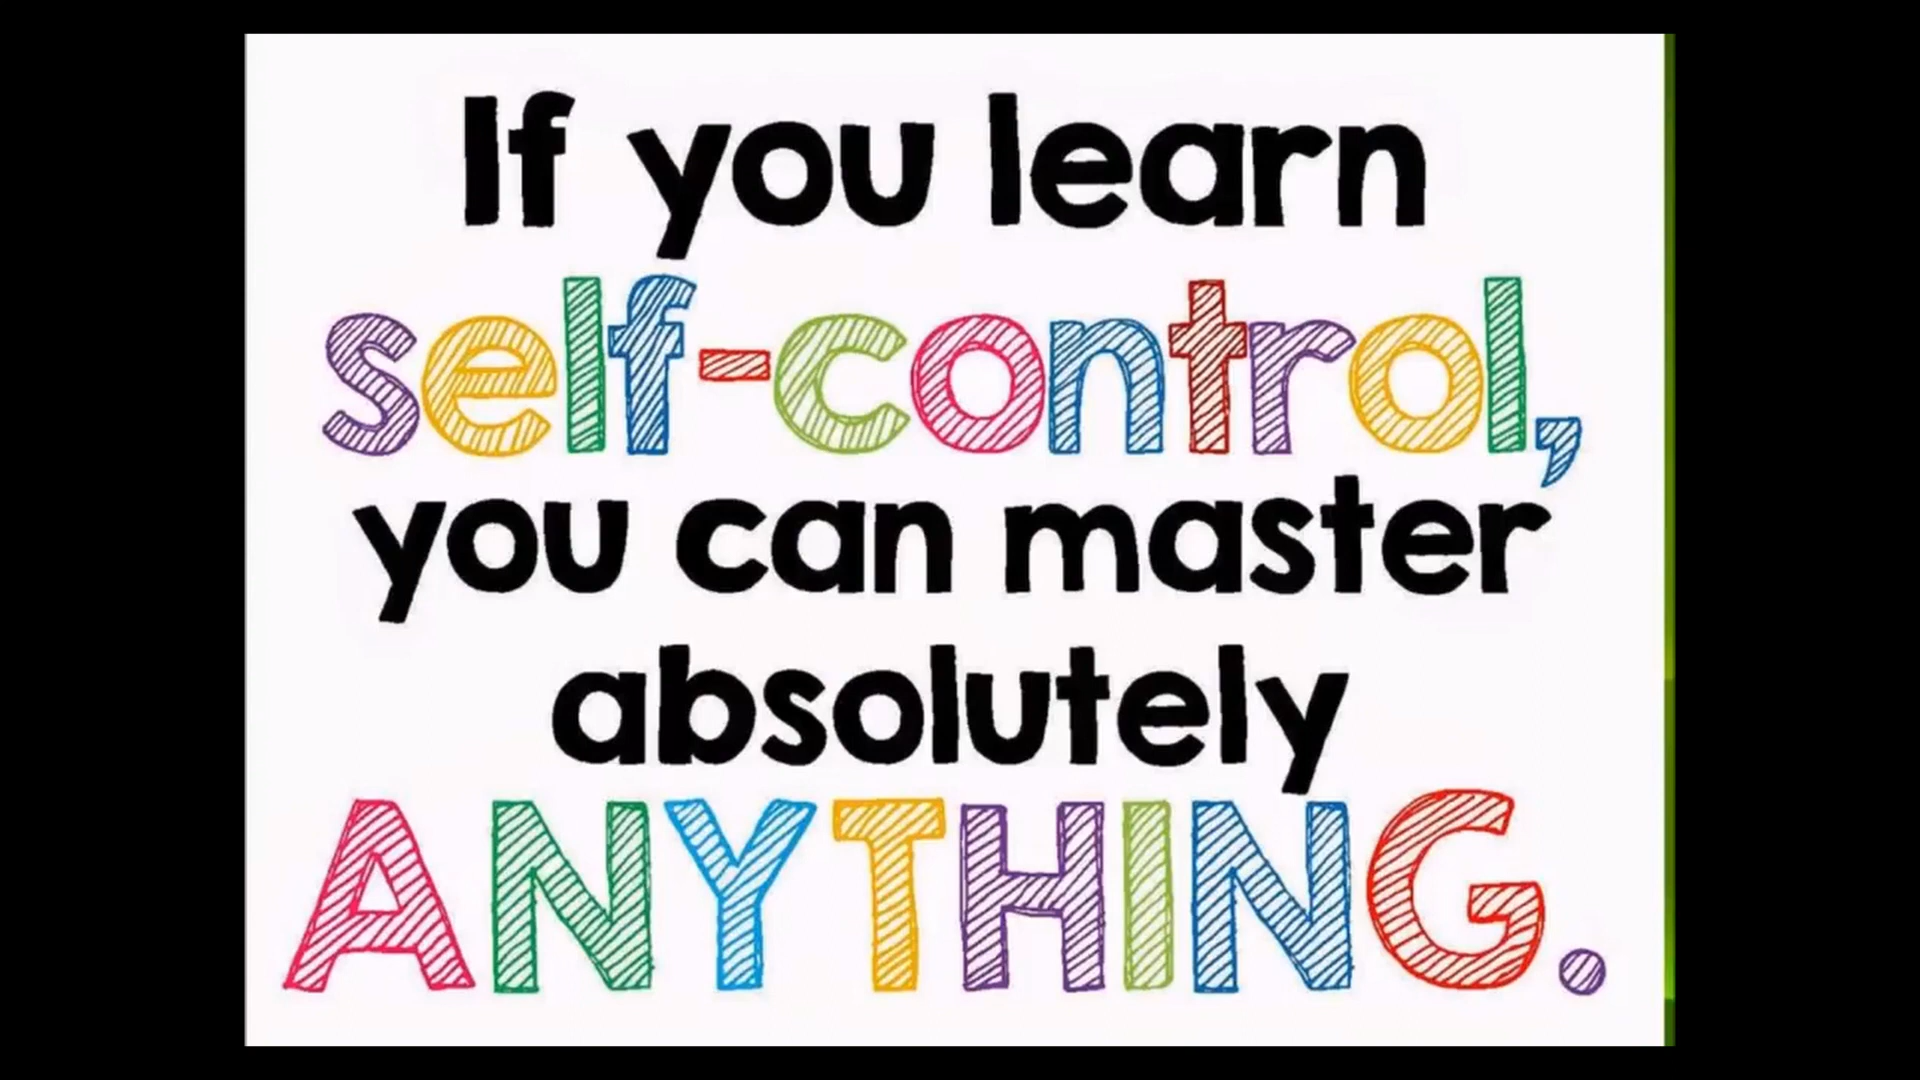 If you learn
self-control,
you can master
absolutely
ANYTHING.